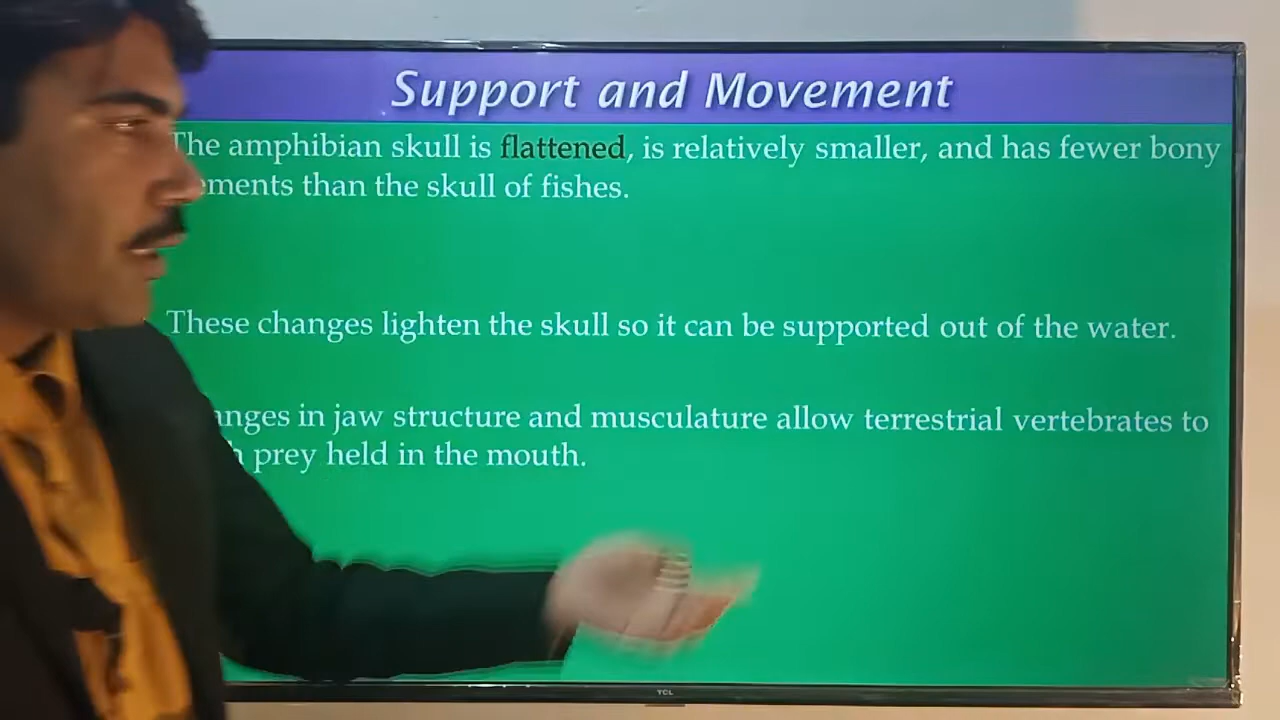 Support and Movement
The amphibian skull is flattened, is relatively smaller, and has fewer bony
ements than the skull of fishes.
These changes lighten the skull so it can be supported out of the water.
anges in jaw structure and musculature allow terrestrial vertebrates to
prey held in the mouth.
TCL